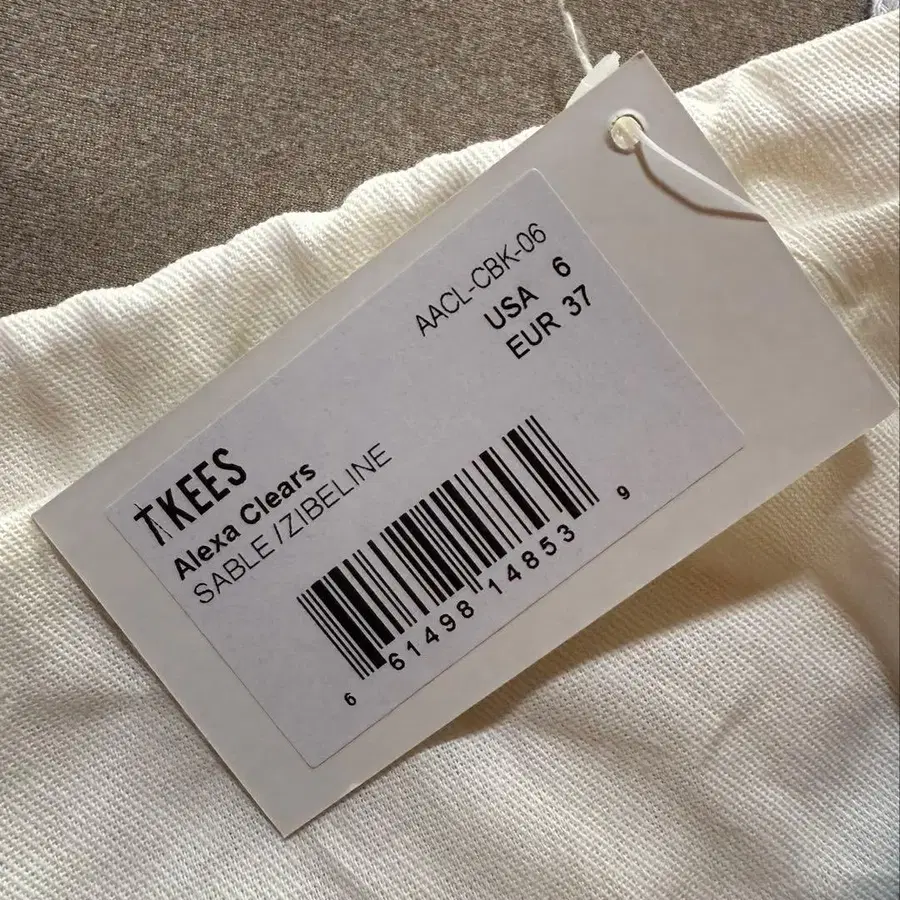 AACL-CBK-06
USA 6
EUR 37
TKEES
Alexa Clears
SABLE /ZIBELINE
6 61498 14853 9